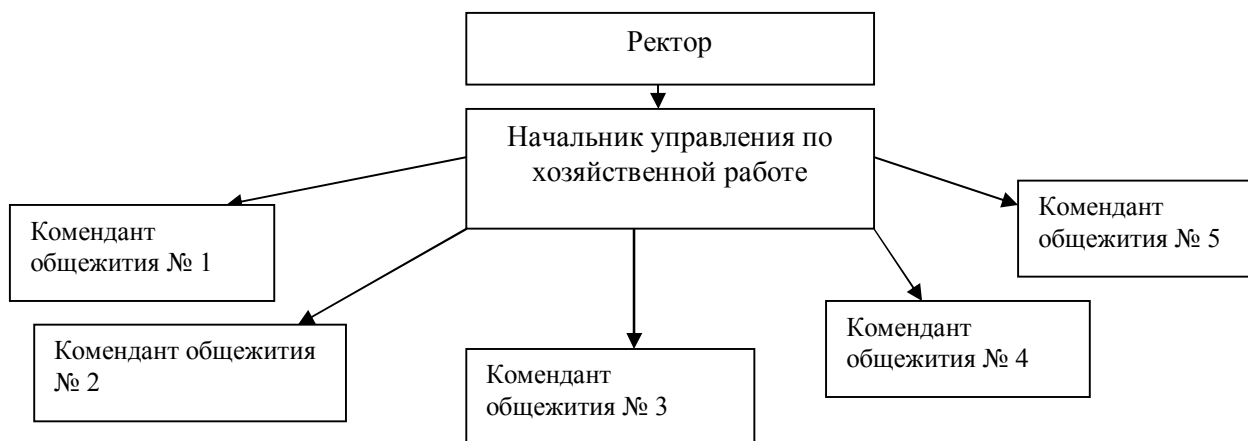 Ректор
Начальник управления по
хозяйственной работе
Комендант
общежития № 1
Комендант общежития
№ 2
Комендант
общежития № 3
Комендант
общежития № 4
Комендант
общежития № 5